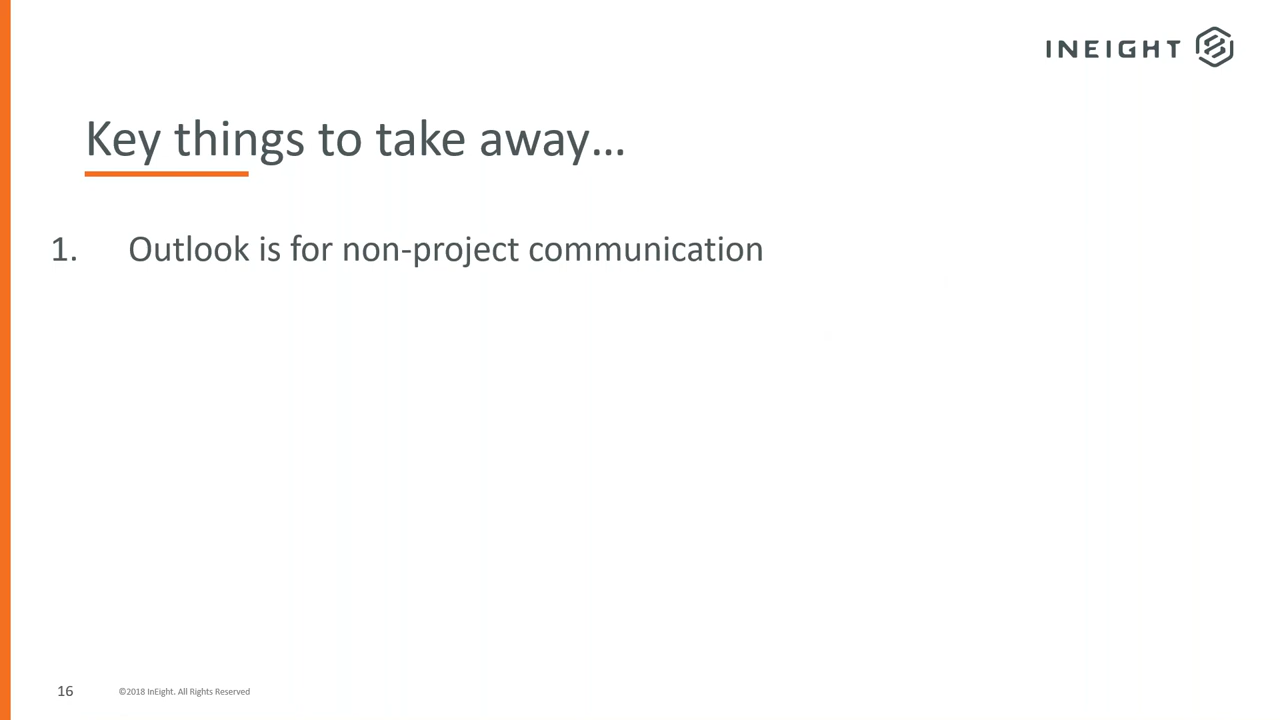 INEIGHT
Key things to take away...
1. Outlook is for non-project communication
16 ©2018 InEight. All Rights Reserved